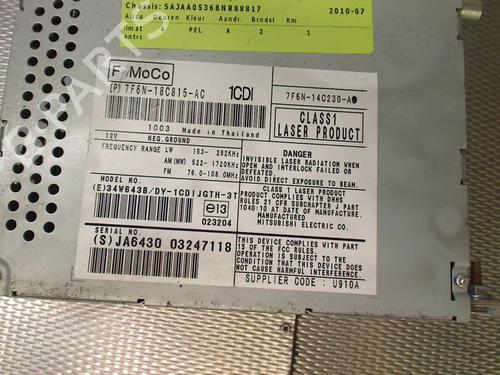 Chassis: SAJAA0536BNR88817 2010-07
Deuren Kleur Aandr. Brndst Km
PEL A 2 1
FoMoCo
(P) 7F6N-18C815-AC 1CDI
7F6N-14C230-A
CLASS1
LASER PRODUCT
1003 Made in Thailand
12V NEG.GROUND
FREQUENCY RANGE LW 153- 282KHz
AM (MW) 522- 1720KHz
FM 76.0-108.0MHz
DANGER
INVISIBLE LASER RADIATION WHEN
OPEN AND INTERLOCK FAILED OR
DEFEATED.
AVOID DIRECT EXPOSURE TO BEAM.
MODEL NO.
(E)34W643B/DY-1CDIJGTH-3T
e13
023204
CLASS 1 LASER PRODUCT
THIS PRODUCT COMPLIES WITH DHHS
RULES 21 CFR SUBCHAPTER J PART
1040.10 AT DATE OF MANUFACTURE.
MANUFACTURED
MITSUBISHI ELECTRIC CO.
SERIAL NO.
(S)JA6430 03247118
THIS DEVICE COMPLIES WITH PART
15 OF THE FCC RULES.
OPERATION IS SUBJECT TO THE
CONDITION THAT THIS DEVICE DOES
NOT CAUSE HARMFUL INTERFERENCE.
SUPPLIER CODE : U910A